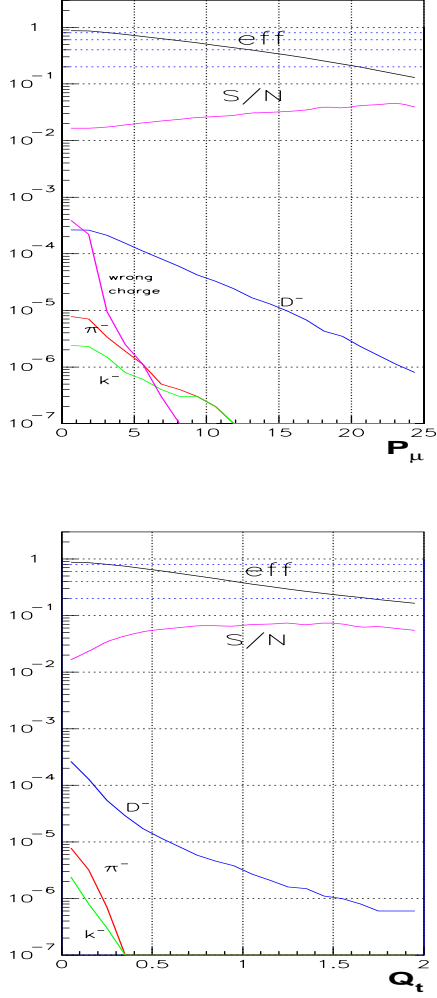 1
eff
10⁻¹
S/N
10⁻²
10⁻³
10⁻⁴
wrong
charge
D⁻
10⁻⁵
π⁻
10⁻⁶
k⁻
10⁻⁷
0 5 10 15 20 25
P_μ
1
eff
10⁻¹
S/N
10⁻²
10⁻³
10⁻⁴
D⁻
10⁻⁵
π⁻
10⁻⁶
k⁻
10⁻⁷
0 0.5 1 1.5 2
Q_t